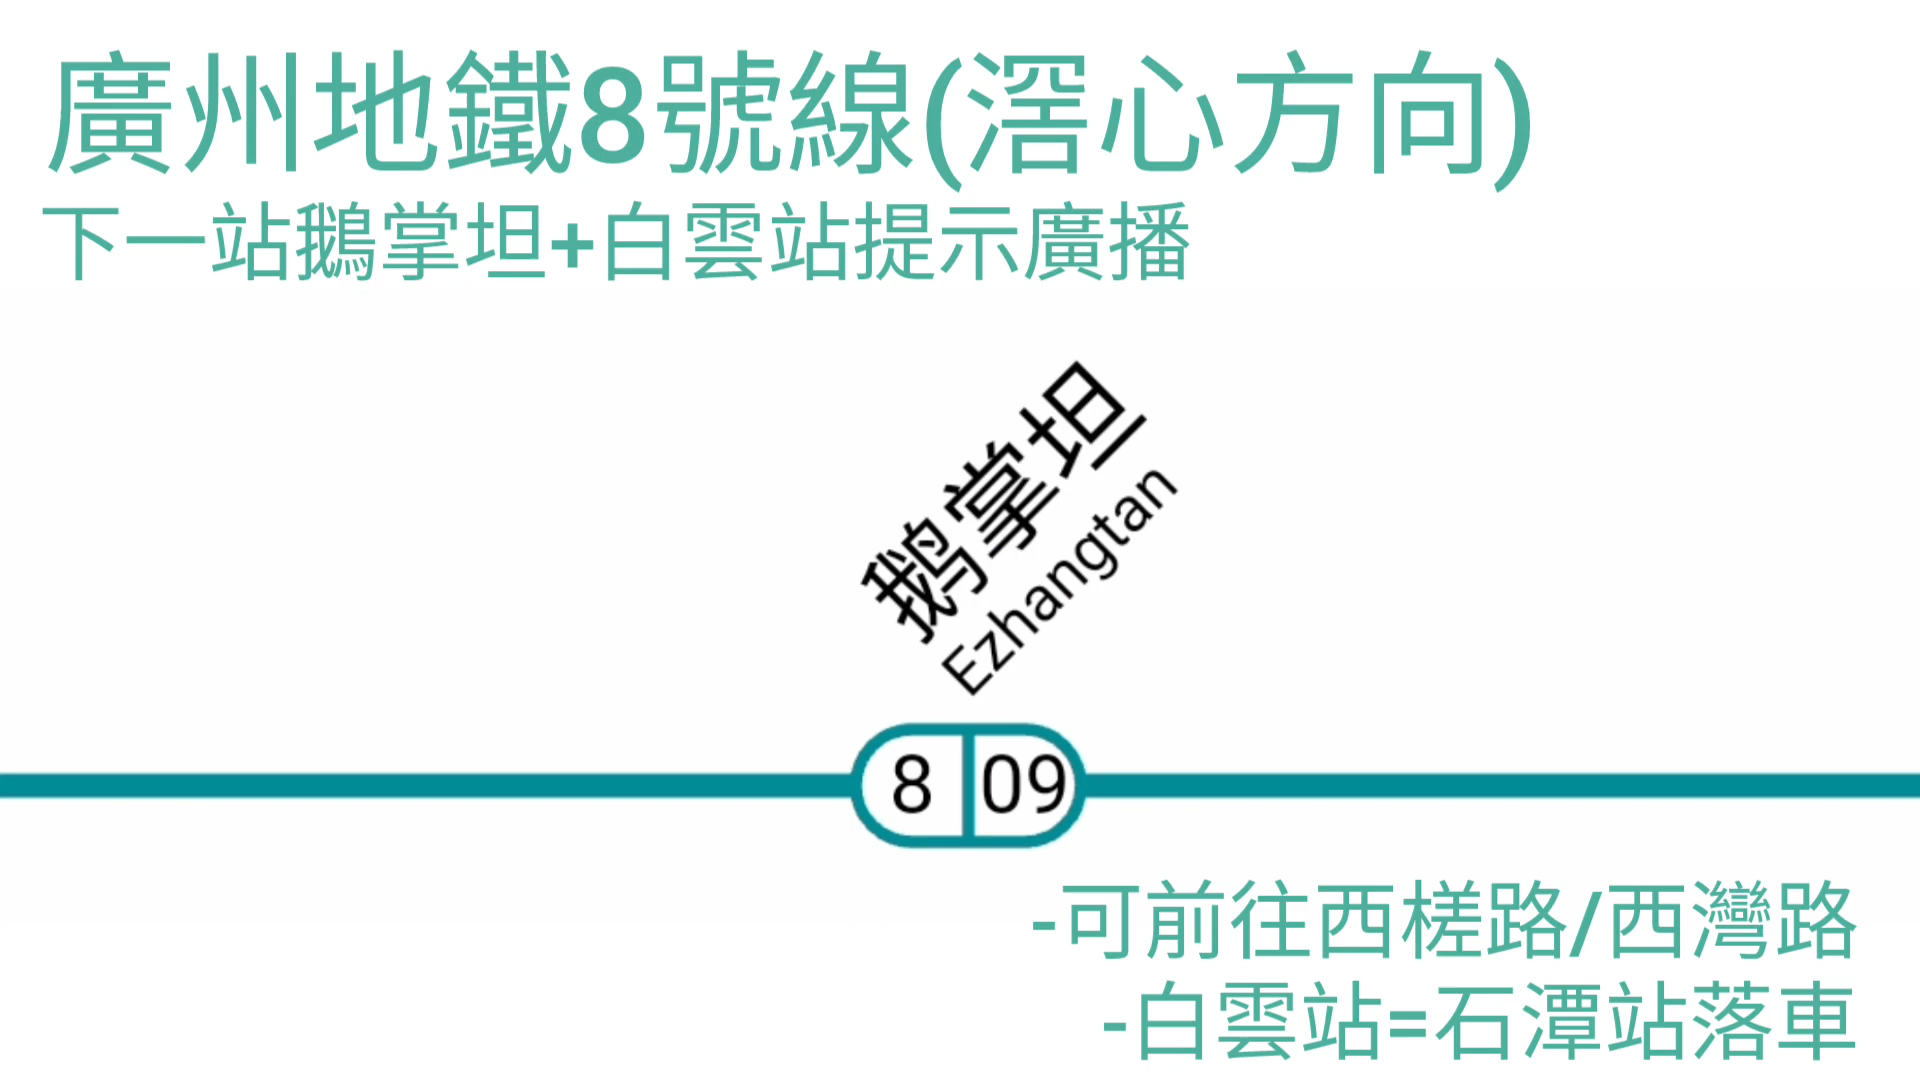 廣州地鐵8號線(滘心方向)
下一站鵝掌坦+白雲站提示廣播
鹅掌坦
Ezhangtan
8 09
-可前往西槎路/西灣路
-白雲站=石潭站落車